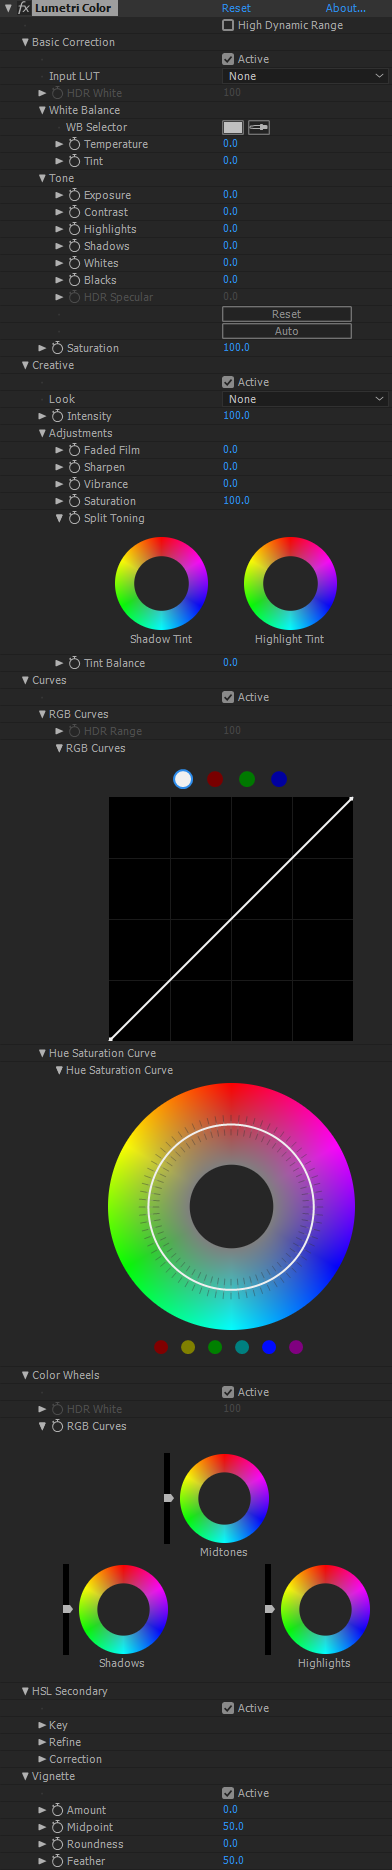 fx Lumetri Color Reset About...
High Dynamic Range
Basic Correction
Active
Input LUT None
HDR White 100
White Balance
WB Selector
Temperature 0.0
Tint 0.0
Tone
Exposure 0.0
Contrast 0.0
Highlights 0.0
Shadows 0.0
Whites 0.0
Blacks 0.0
HDR Specular 0.0
Reset
Auto
Saturation 100.0
Creative
Active
Look None
Intensity 100.0
Adjustments
Faded Film 0.0
Sharpen 0.0
Vibrance 0.0
Saturation 100.0
Split Toning
Shadow Tint Highlight Tint
Tint Balance 0.0
Curves
Active
RGB Curves
HDR Range 100
RGB Curves
Hue Saturation Curve
Hue Saturation Curve
Color Wheels
Active
HDR White 100
RGB Curves
Midtones
Shadows Highlights
HSL Secondary
Active
Key
Refine
Correction
Vignette
Active
Amount 0.0
Midpoint 50.0
Roundness 0.0
Feather 50.0